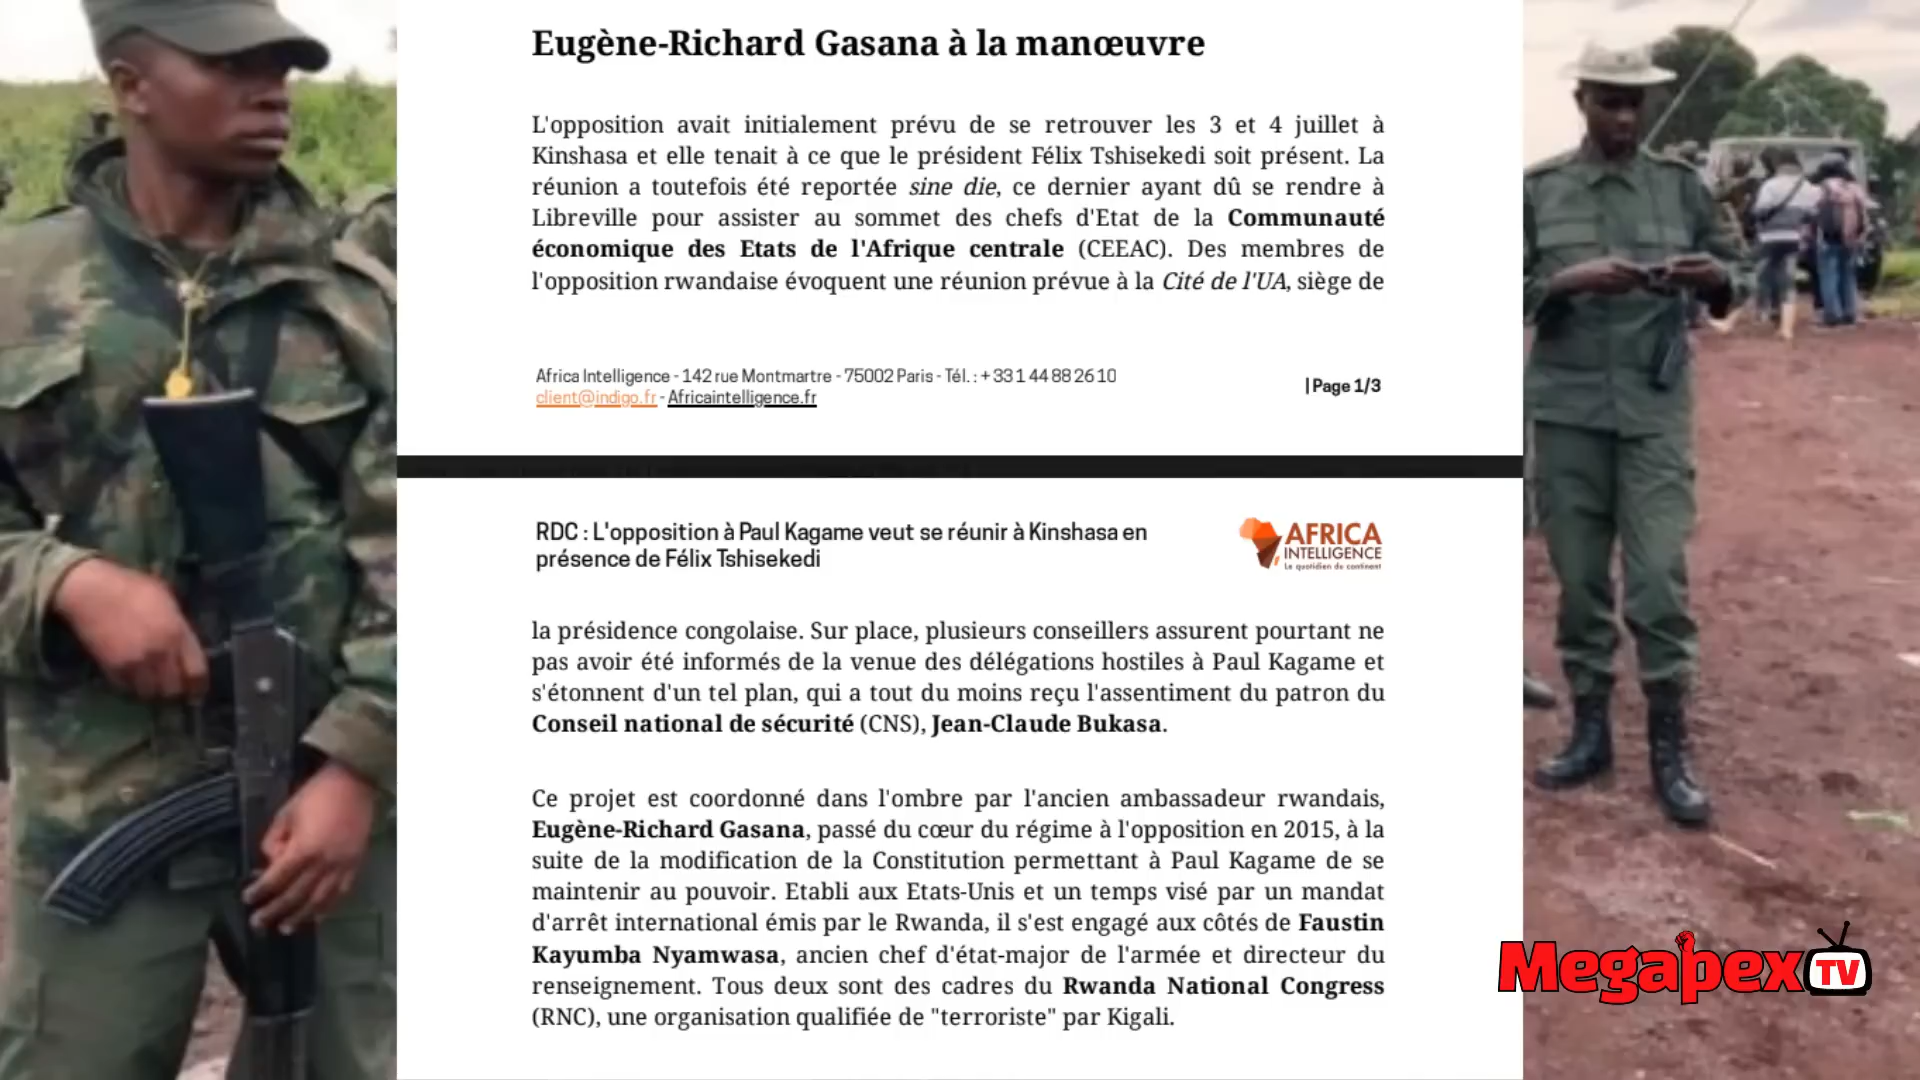 Eugène-Richard Gasana à la manœuvre
L'opposition avait initialement prévu de se retrouver les 3 et 4 juillet à
Kinshasa et elle tenait à ce que le président Félix Tshisekedi soit présent. La
réunion a toutefois été reportée sine die, ce dernier ayant dû se rendre à
Libreville pour assister au sommet des chefs d'Etat de la Communauté
économique des Etats de l'Afrique centrale (CEEAC). Des membres de
l'opposition rwandaise évoquent une réunion prévue à la Cité de l'UA, siège de
Africa Intelligence - 142 rue Montmartre - 75002 Paris - Tél. : + 33 1 44 88 26 10
client@indigo.fr - Africaintelligence.fr
| Page 1/3
RDC : L'opposition à Paul Kagame veut se réunir à Kinshasa en
présence de Félix Tshisekedi
AFRICA
INTELLIGENCE
Le quotidien du continent
la présidence congolaise. Sur place, plusieurs conseillers assurent pourtant ne
pas avoir été informés de la venue des délégations hostiles à Paul Kagame et
s'étonnent d'un tel plan, qui a tout du moins reçu l'assentiment du patron du
Conseil national de sécurité (CNS), Jean-Claude Bukasa.
Ce projet est coordonné dans l'ombre par l'ancien ambassadeur rwandais,
Eugène-Richard Gasana, passé du cœur du régime à l'opposition en 2015, à la
suite de la modification de la Constitution permettant à Paul Kagame de se
maintenir au pouvoir. Etabli aux Etats-Unis et un temps visé par un mandat
d'arrêt international émis par le Rwanda, il s'est engagé aux côtés de Faustin
Kayumba Nyamwasa, ancien chef d'état-major de l'armée et directeur du
renseignement. Tous deux sont des cadres du Rwanda National Congress
(RNC), une organisation qualifiée de "terroriste" par Kigali.
Megapex TV